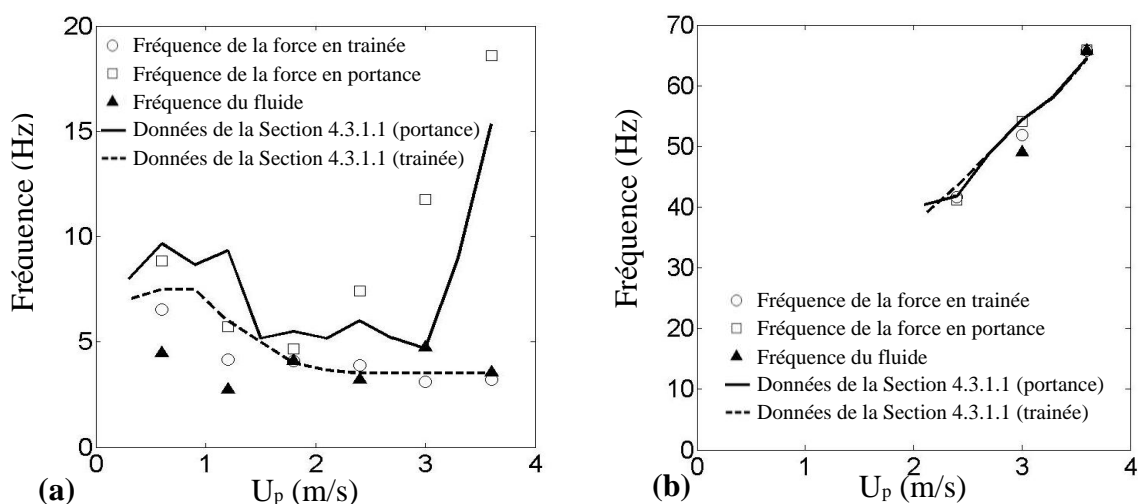 20
15
10
5
0
Fréquence (Hz)
Fréquence de la force en trainée
Fréquence de la force en portance
Fréquence du fluide
Données de la Section 4.3.1.1 (portance)
Données de la Section 4.3.1.1 (trainée)
0 1 2 3 4
(a)
Up (m/s)
70
60
50
40
30
20
10
0
Fréquence (Hz)
Fréquence de la force en trainée
Fréquence de la force en portance
Fréquence du fluide
Données de la Section 4.3.1.1 (portance)
Données de la Section 4.3.1.1 (trainée)
0 1 2 3 4
(b)
Up (m/s)